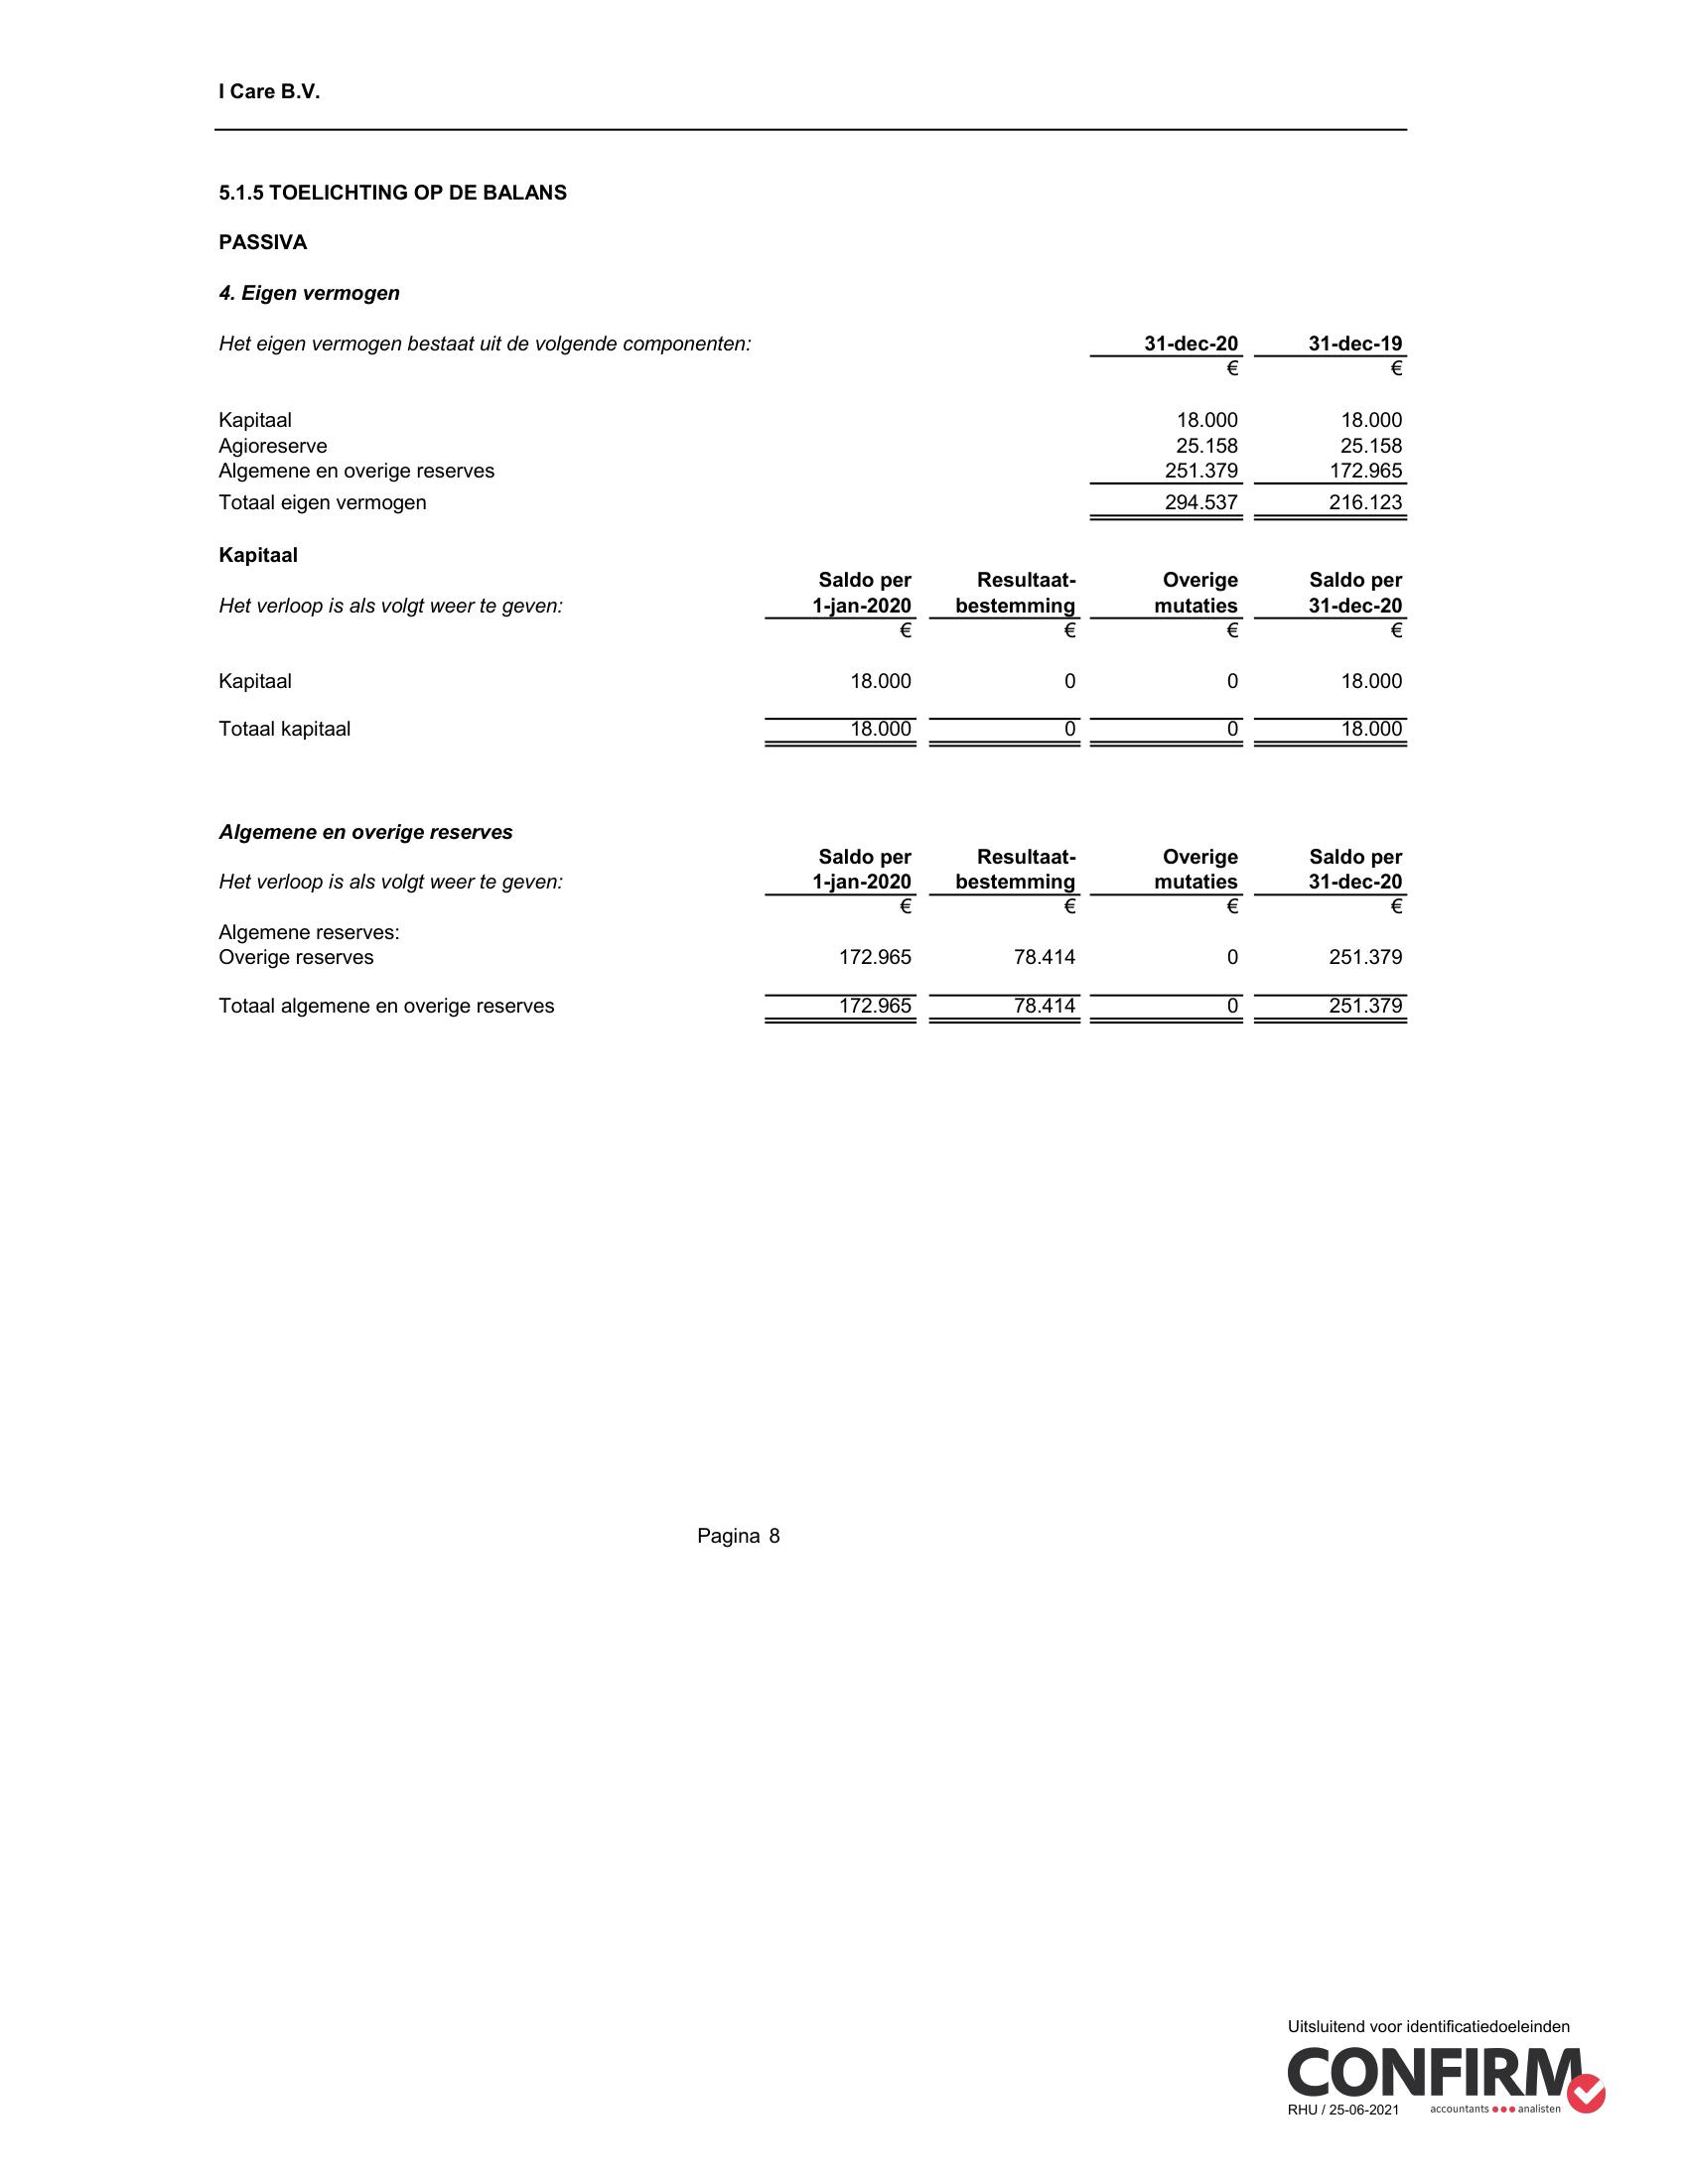 I Care B.V.
5.1.5 TOELICHTING OP DE BALANS
PASSIVA
4. Eigen vermogen
Het eigen vermogen bestaat uit de volgende componenten: 31-dec-20 31-dec-19
€ €
Kapitaal 18.000 18.000
Agioreserve 25.158 25.158
Algemene en overige reserves 251.379 172.965
Totaal eigen vermogen 294.537 216.123
Kapitaal
Saldo per Resultaat- Overige Saldo per
Het verloop is als volgt weer te geven: 1-jan-2020 bestemming mutaties 31-dec-20
€ € € €
Kapitaal 18.000 0 0 18.000
Totaal kapitaal 18.000 0 0 18.000
Algemene en overige reserves
Saldo per Resultaat- Overige Saldo per
Het verloop is als volgt weer te geven: 1-jan-2020 bestemming mutaties 31-dec-20
€ € € €
Algemene reserves:
Overige reserves 172.965 78.414 0 251.379
Totaal algemene en overige reserves 172.965 78.414 0 251.379
Pagina 8
Uitsluitend voor identificatiedoeleinden
CONFIRM
RHU / 25-06-2021 accountants analisten